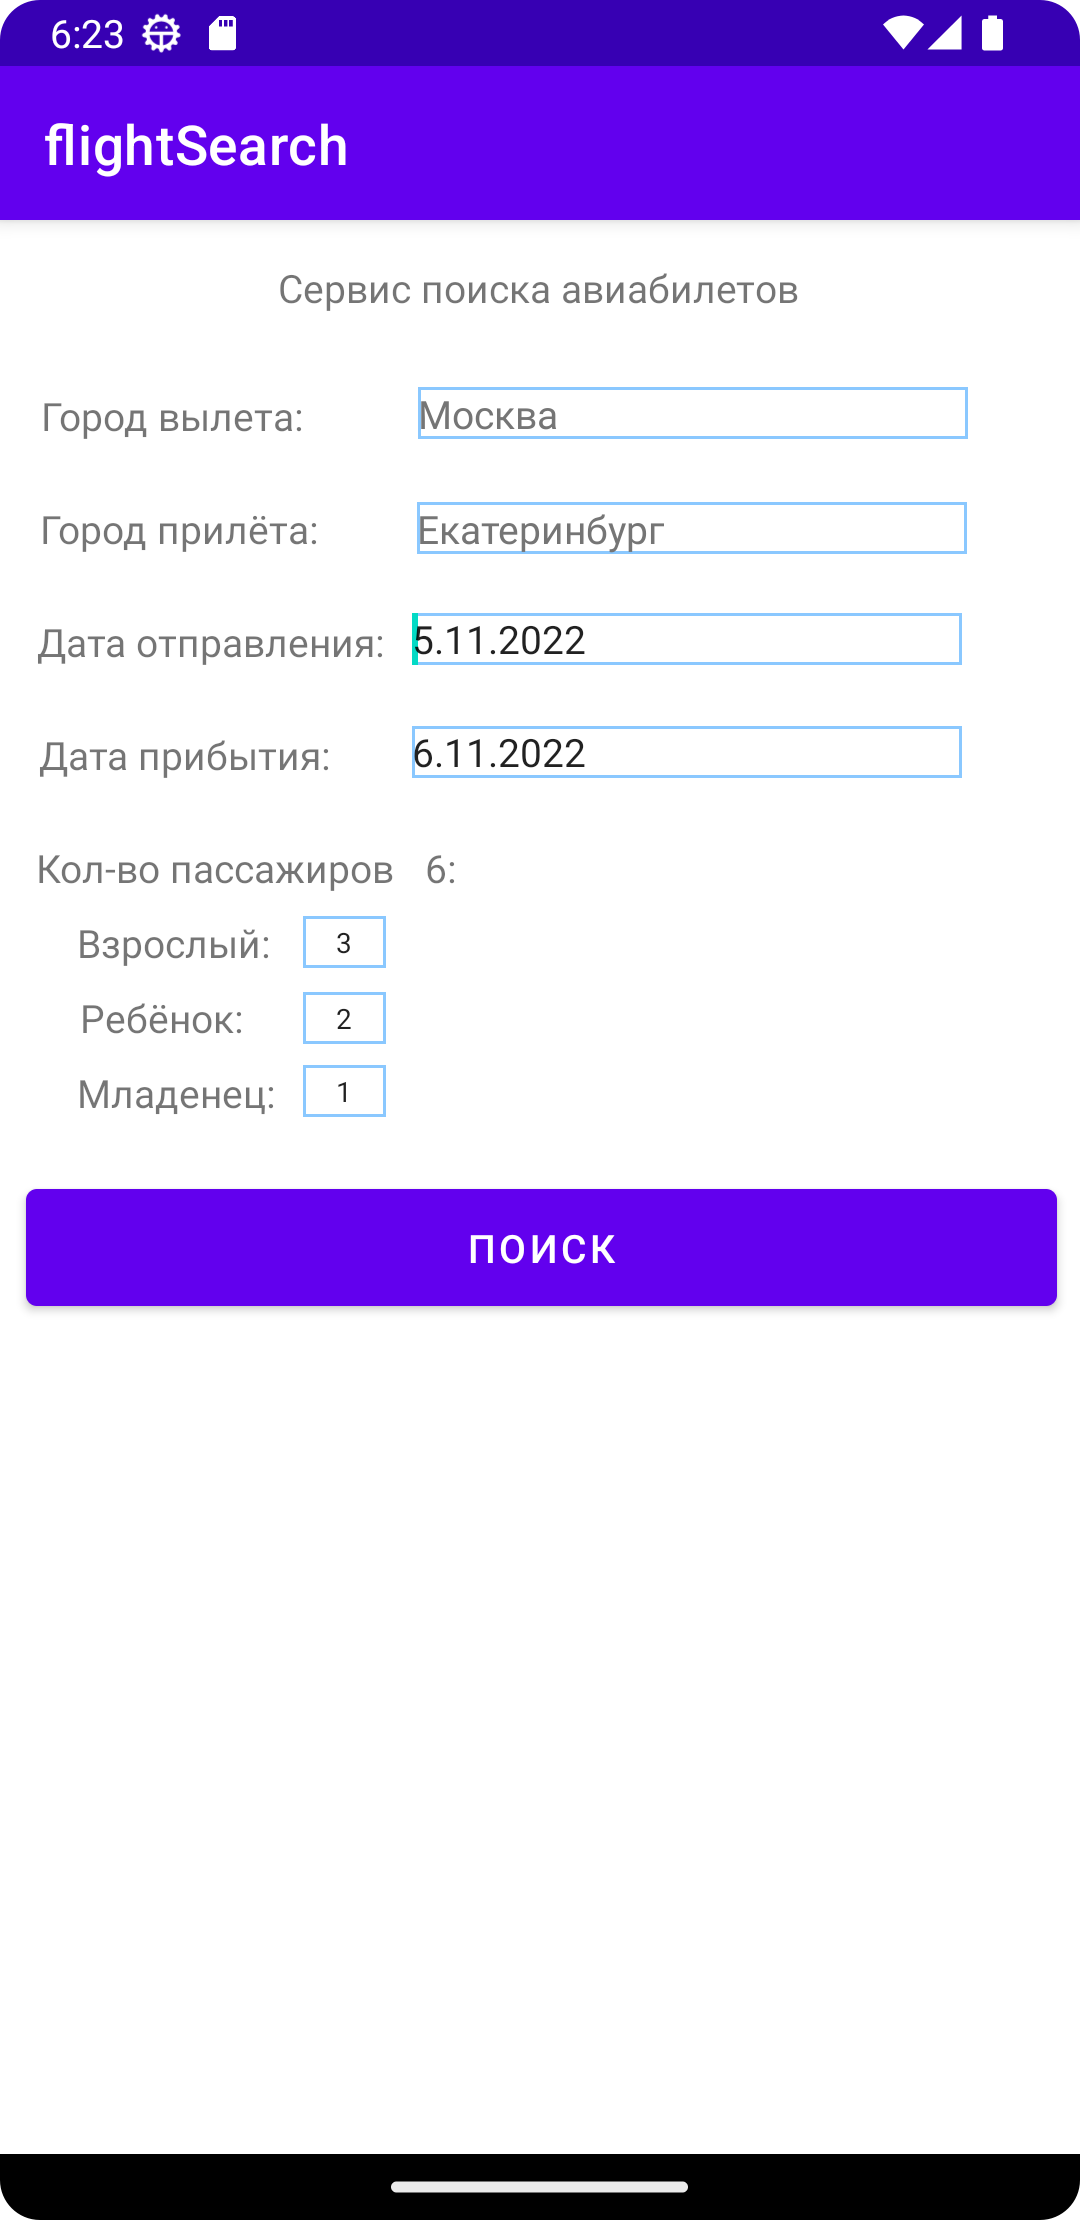 6:23
flightSearch
Сервис поиска авиабилетов
Город вылета: Москва
Город прилёта: Екатеринбург
Дата отправления: 5.11.2022
Дата прибытия: 6.11.2022
Кол-во пассажиров 6:
Взрослый: 3
Ребёнок: 2
Младенец: 1
ПОИСК